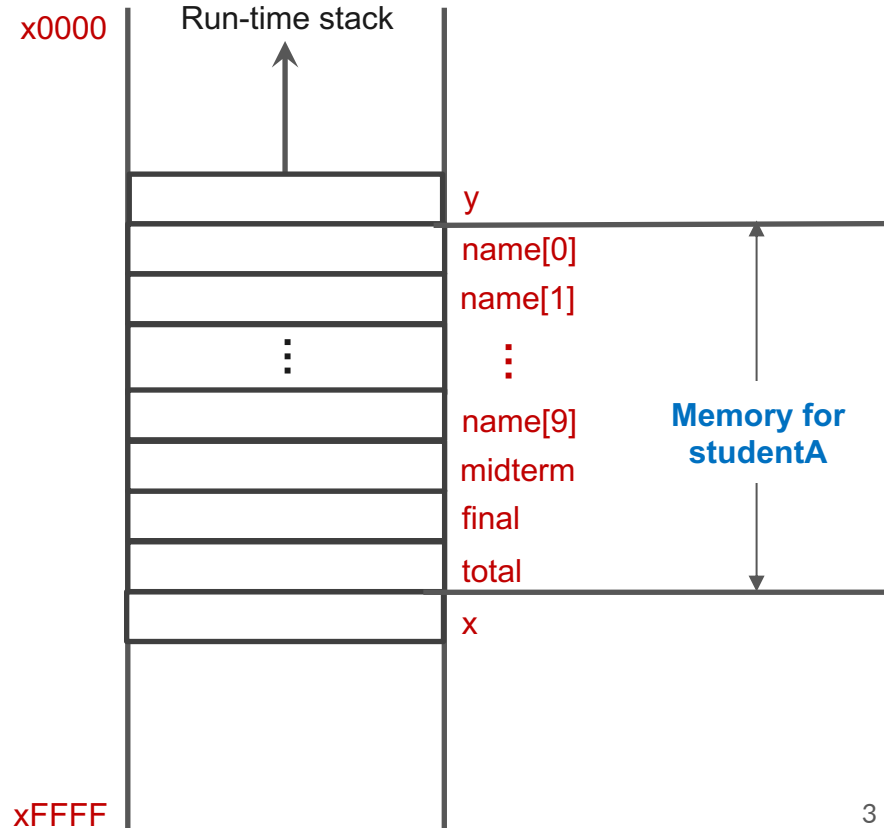 x0000
Run-time stack
y
name[0]
name[1]
⋮ ⋮
name[9]
midterm
final
total
x
Memory for
studentA
xFFFF
3